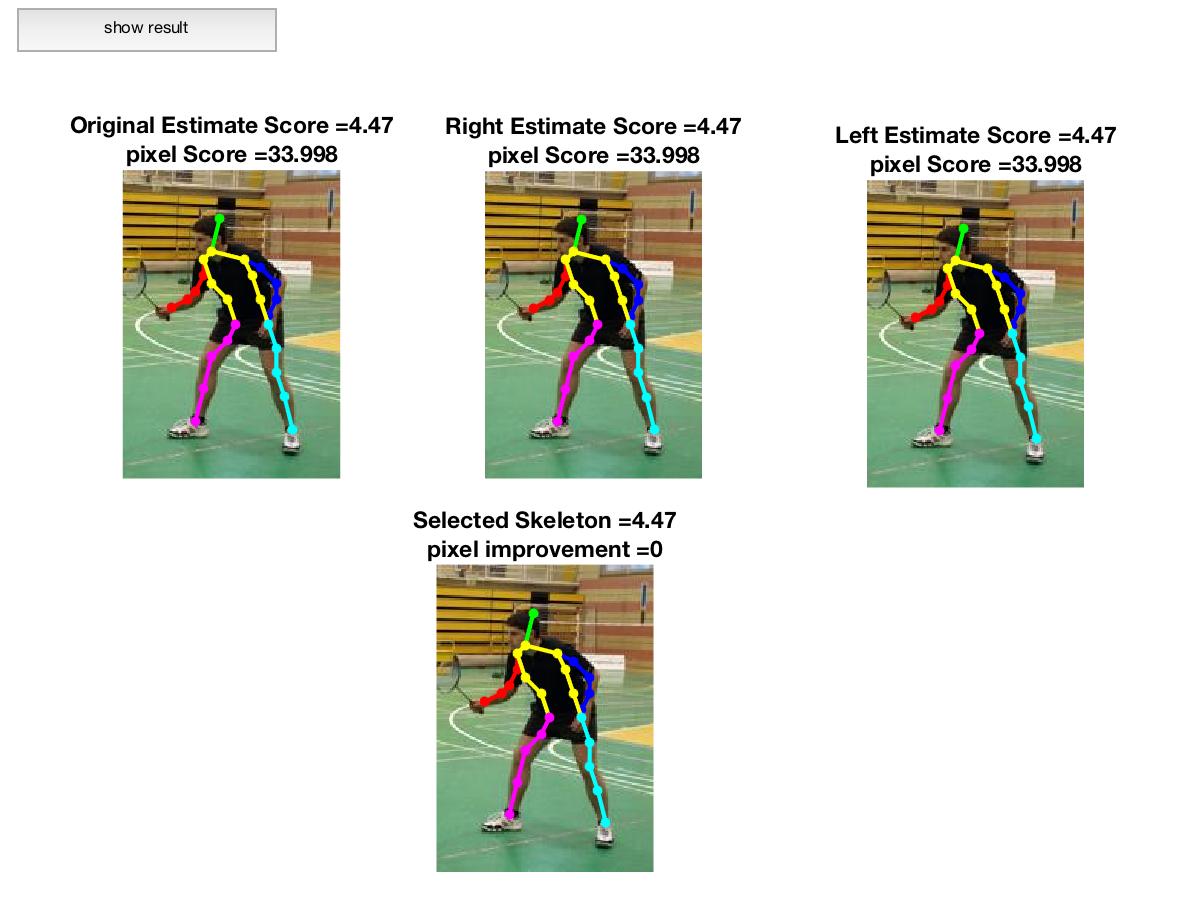 show result
Original Estimate Score =4.47
pixel Score =33.998
Right Estimate Score =4.47
pixel Score =33.998
Left Estimate Score =4.47
pixel Score =33.998
Selected Skeleton =4.47
pixel improvement =0